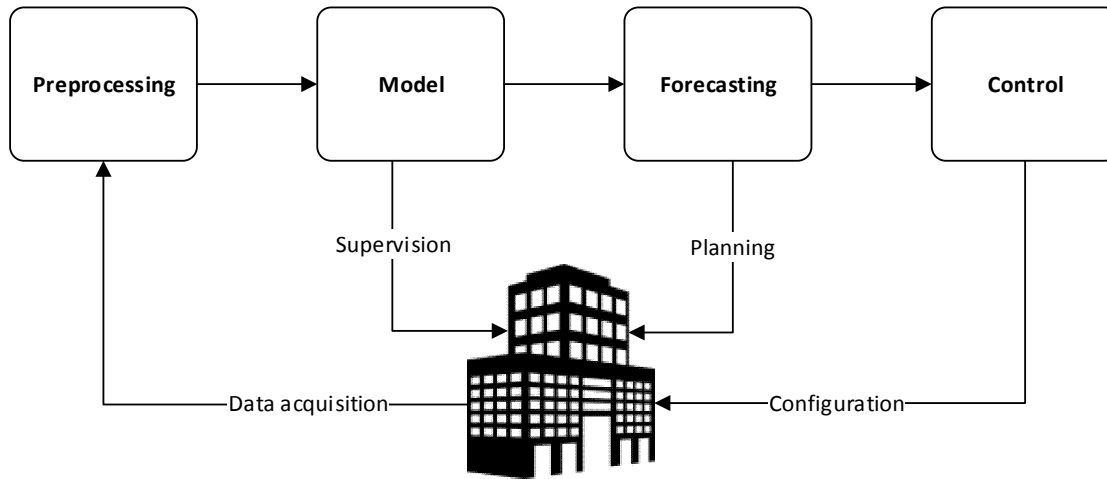 Preprocessing
Model
Forecasting
Control
Supervision
Planning
Data acquisition
Configuration